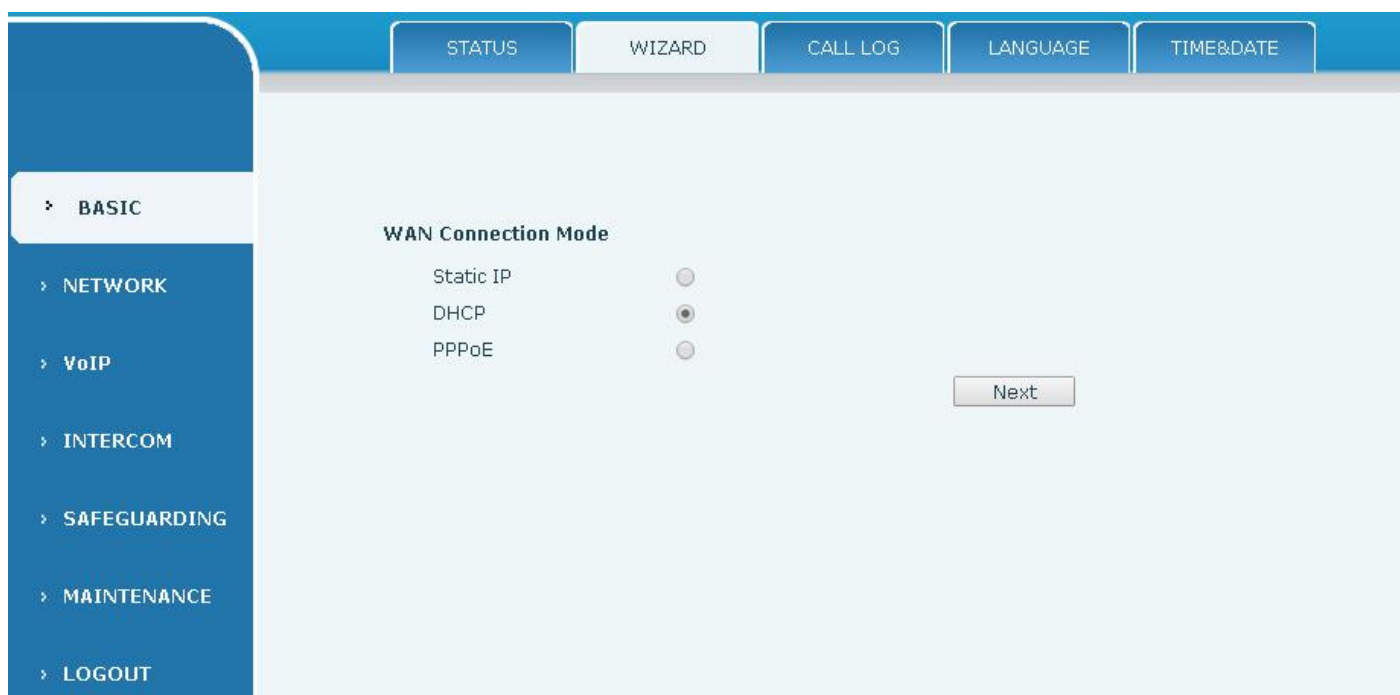 STATUS WIZARD CALL LOG LANGUAGE TIME&DATE
BASIC
NETWORK
VoIP
INTERCOM
SAFEGUARDING
MAINTENANCE
LOGOUT
WAN Connection Mode
Static IP
DHCP
PPPoE
Next